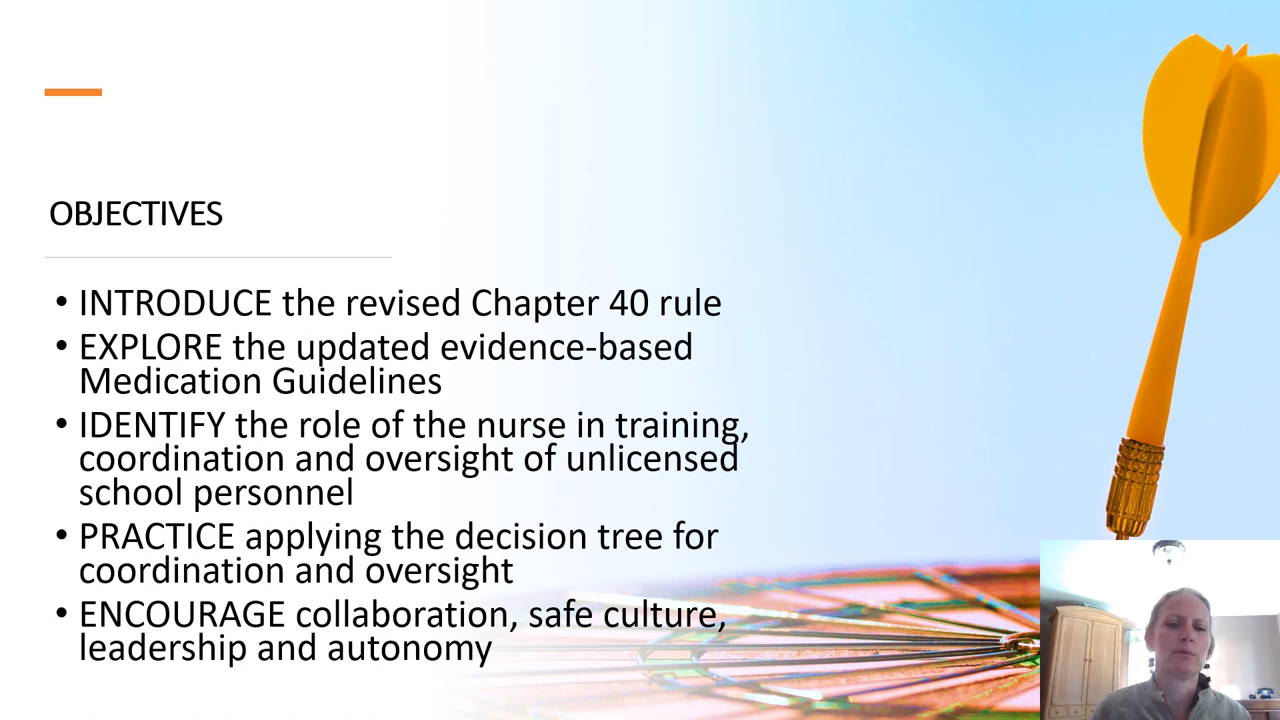 OBJECTIVES
• INTRODUCE the revised Chapter 40 rule
• EXPLORE the updated evidence-based
Medication Guidelines
• IDENTIFY the role of the nurse in training,
coordination and oversight of unlicensed
school personnel
• PRACTICE applying the decision tree for
coordination and oversight
• ENCOURAGE collaboration, safe culture,
leadership and autonomy